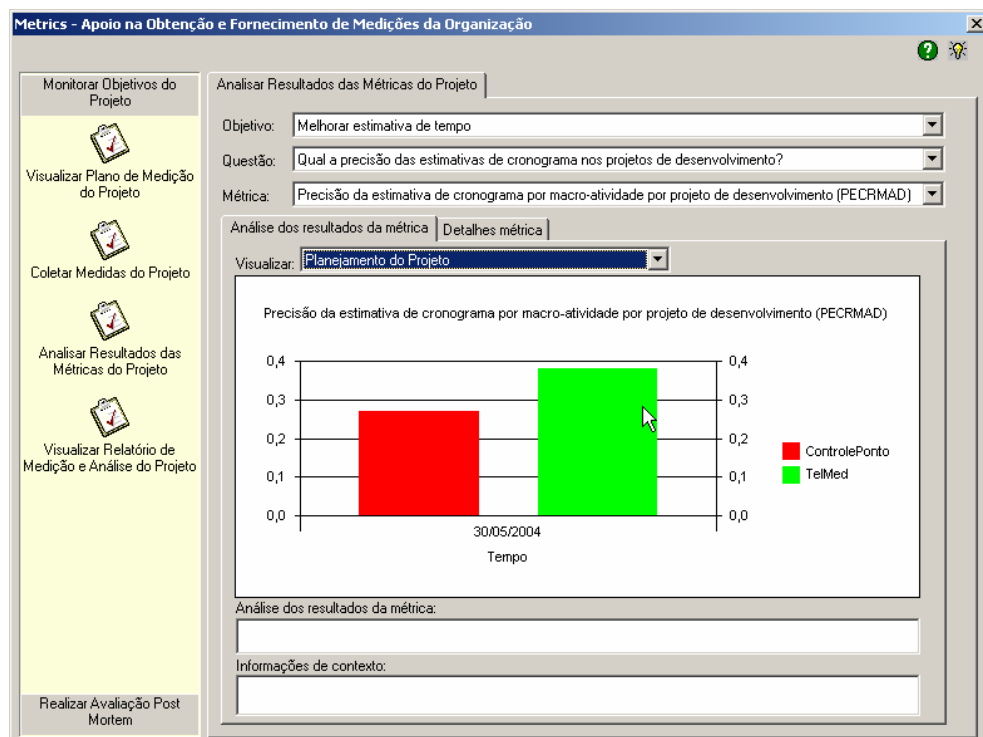 Metrics - Apoio na Obtenção e Fornecimento de Medições da Organização
Monitorar Objetivos do
Projeto
Visualizar Plano de Medição
do Projeto
Coletar Medidas do Projeto
Analisar Resultados das
Métricas do Projeto
Visualizar Relatório de
Medição e Análise do Projeto
Realizar Avaliação Post
Mortem
Analisar Resultados das Métricas do Projeto
Objetivo: Melhorar estimativa de tempo
Questão: Qual a precisão das estimativas de cronograma nos projetos de desenvolvimento?
Métrica: Precisão da estimativa de cronograma por macro-atividade por projeto de desenvolvimento (PECRMAD)
Análise dos resultados da métrica Detalhes métrica
Visualizar: Planejamento do Projeto
Precisão da estimativa de cronograma por macro-atividade por projeto de desenvolvimento (PECRMAD)
0,4 0,4
0,3 0,3
0,2 0,2
0,1 0,1
0,0 0,0
ControlePonto
TelMed
30/05/2004
Tempo
Análise dos resultados da métrica:
Informações de contexto: